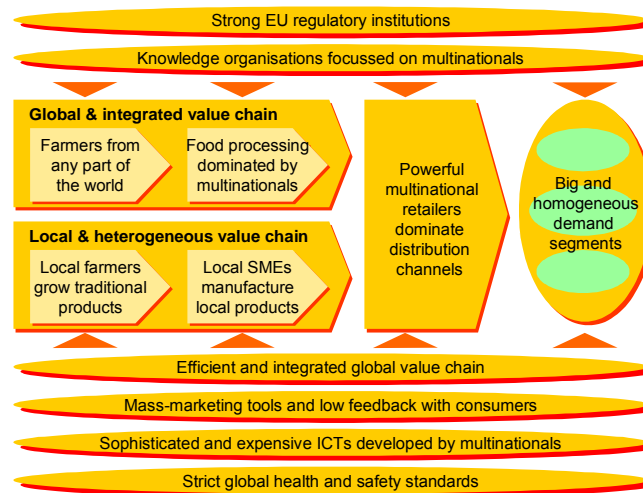 Strong EU regulatory institutions
Knowledge organisations focussed on multinationals
Global & integrated value chain
Farmers from
any part of
the world
Food processing
dominated by
multinationals
Local & heterogeneous value chain
Local farmers
grow traditional
products
Local SMEs
manufacture
local products
Powerful
multinational
retailers
dominate
distribution
channels
Big and
homogeneous
demand
segments
Efficient and integrated global value chain
Mass-marketing tools and low feedback with consumers
Sophisticated and expensive ICTs developed by multinationals
Strict global health and safety standards